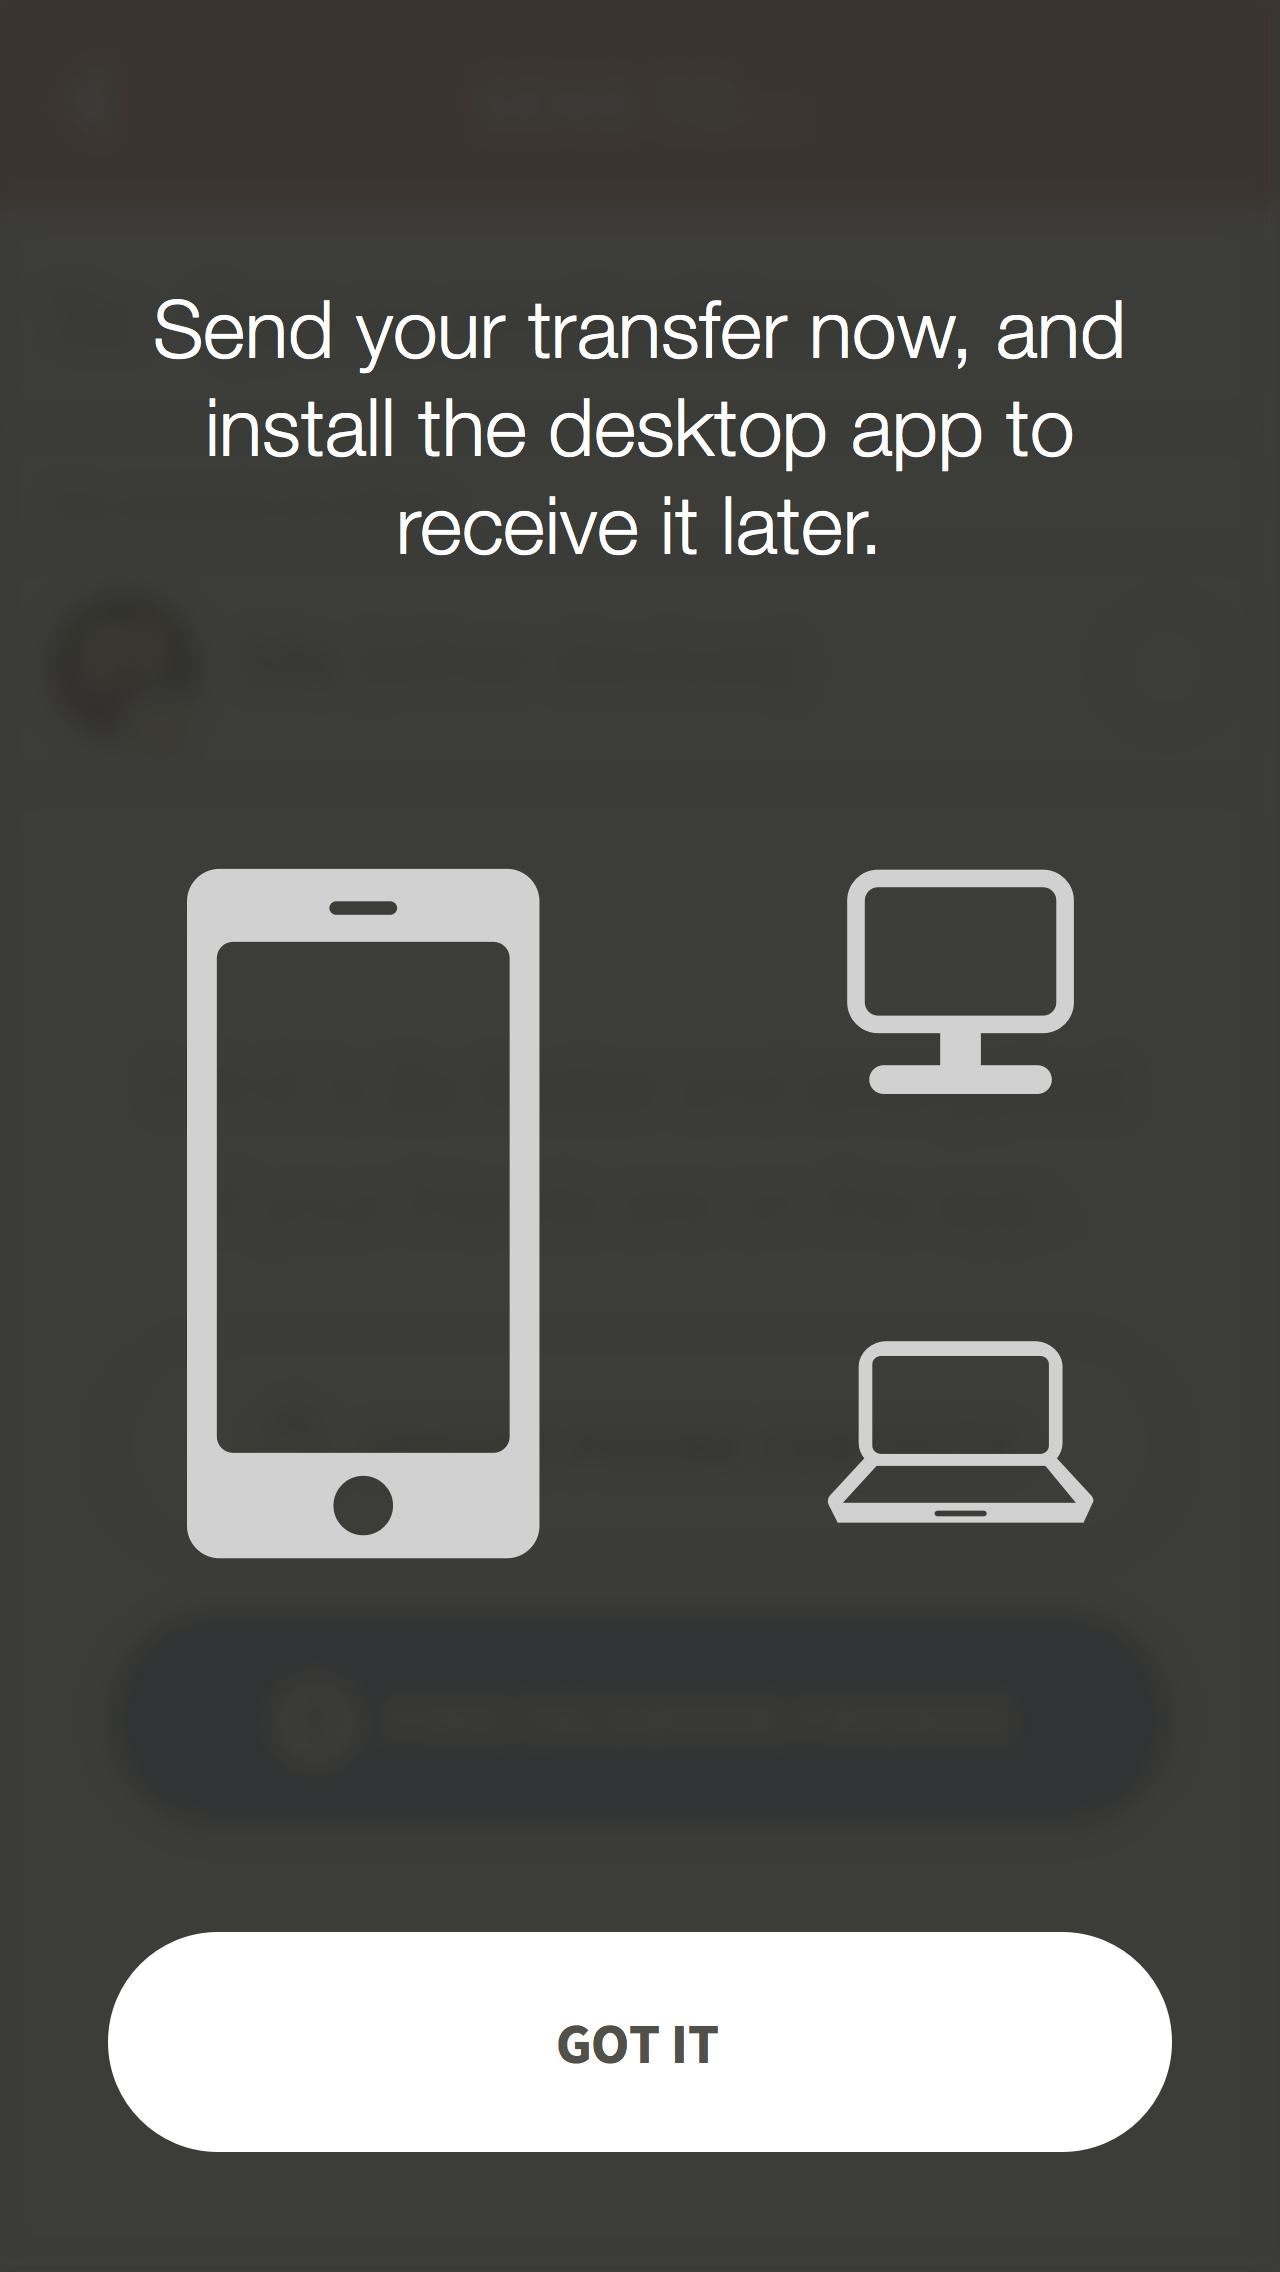 Send your transfer now, and
install the desktop app to
receive it later.
GOT IT